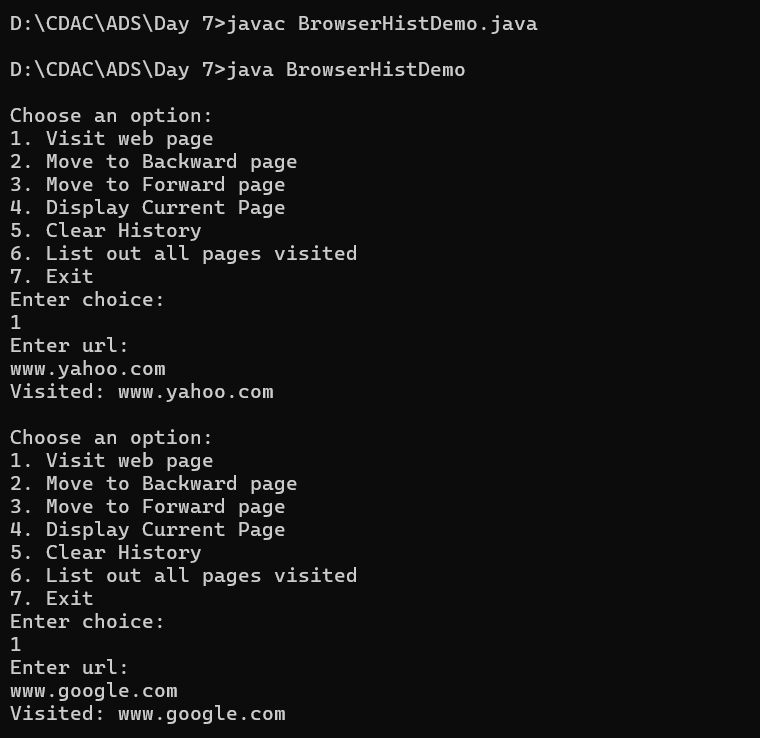 D:\CDAC\ADS\Day 7>javac BrowserHistDemo.java
D:\CDAC\ADS\Day 7>java BrowserHistDemo
Choose an option:
1. Visit web page
2. Move to Backward page
3. Move to Forward page
4. Display Current Page
5. Clear History
6. List out all pages visited
7. Exit
Enter choice:
1
Enter url:
www.yahoo.com
Visited: www.yahoo.com
Choose an option:
1. Visit web page
2. Move to Backward page
3. Move to Forward page
4. Display Current Page
5. Clear History
6. List out all pages visited
7. Exit
Enter choice:
1
Enter url:
www.google.com
Visited: www.google.com